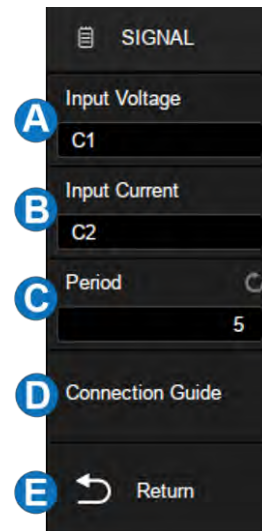 SIGNAL
A
Input Voltage
C1
B
Input Current
C2
C
Period
5
D
Connection Guide
E
Return